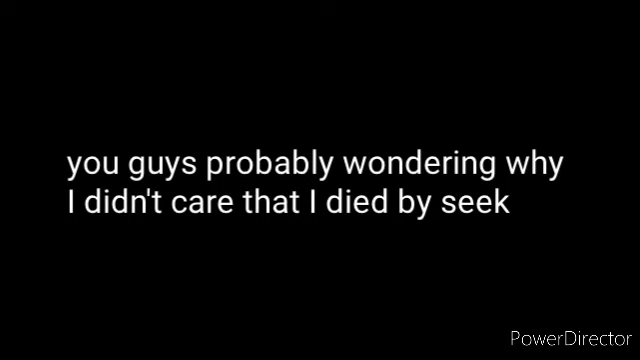 you guys probably wondering why
I didn't care that I died by seek
PowerDirector